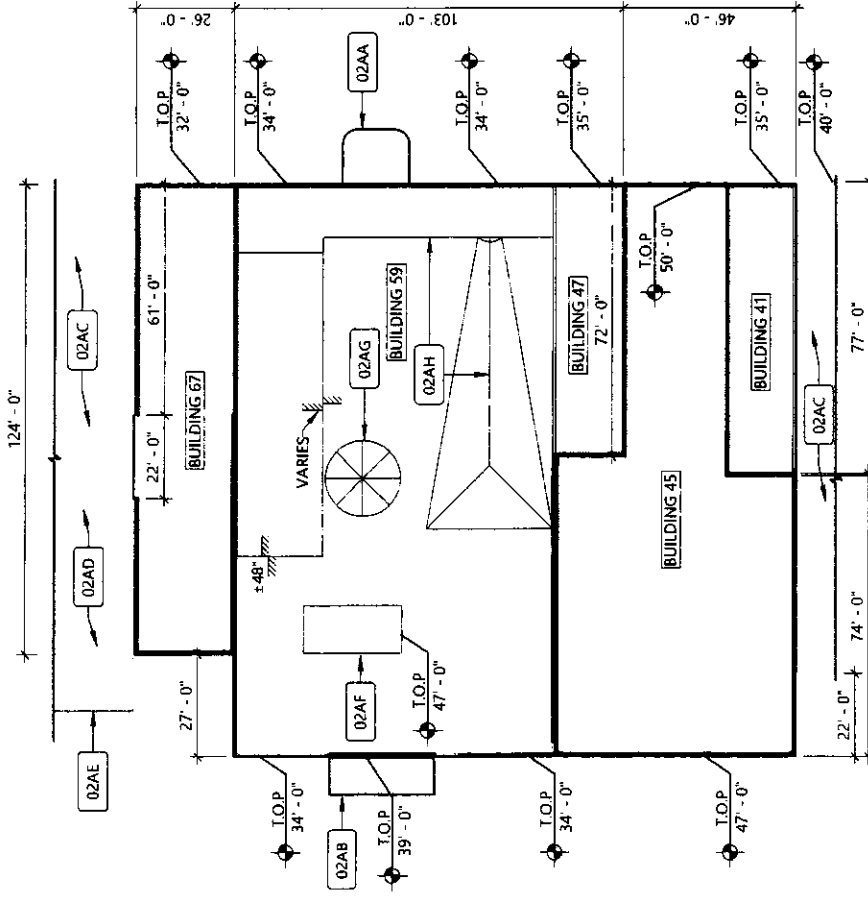 124' - 0"
26' - 0"
103' - 0"
46' - 0"
02AC
02AD
02AE
61' - 0"
22' - 0"
27' - 0"
BUILDING 67
T.O.P
32' - 0"
T.O.P
34' - 0"
02AA
T.O.P
34' - 0"
T.O.P
35' - 0"
T.O.P
35' - 0"
T.O.P
40' - 0"
VARIES
±48"
BUILDING 59
02AG
02AH
02AF
T.O.P
47' - 0"
BUILDING 47
72' - 0"
T.O.P
50' - 0"
BUILDING 41
BUILDING 45
02AC
T.O.P
34' - 0"
02AB
T.O.P
39' - 0"
T.O.P
34' - 0"
T.O.P
47' - 0"
77' - 0"
74' - 0"
22' - 0"